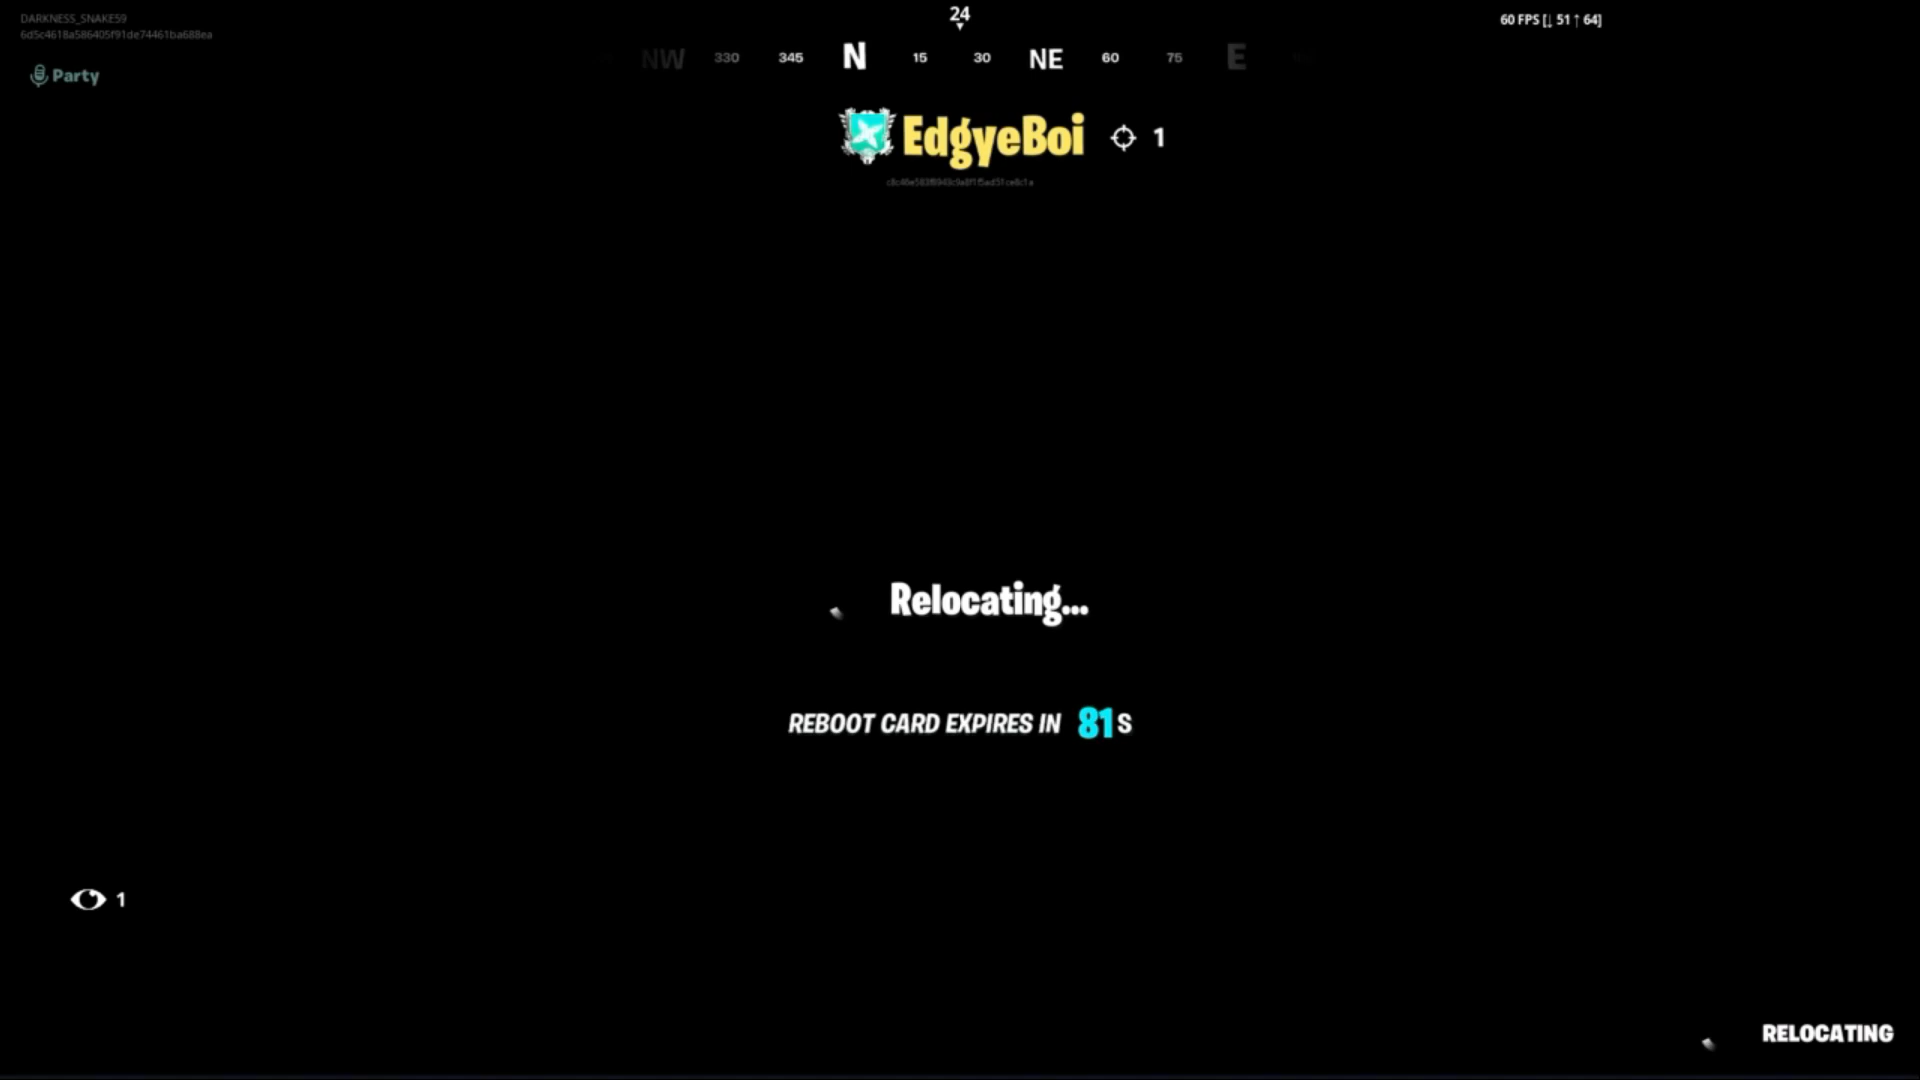 DARKNESS_SNAKE59
6d5c4618a586405f91de74461ba688ea
24
60 FPS [↓ 51 ↑ 64]
NW 330 345 N 15 30 NE 60 75 E
Party
EdgyeBoi 1
Relocating...
REBOOT CARD EXPIRES IN 81 S
1
RELOCATING